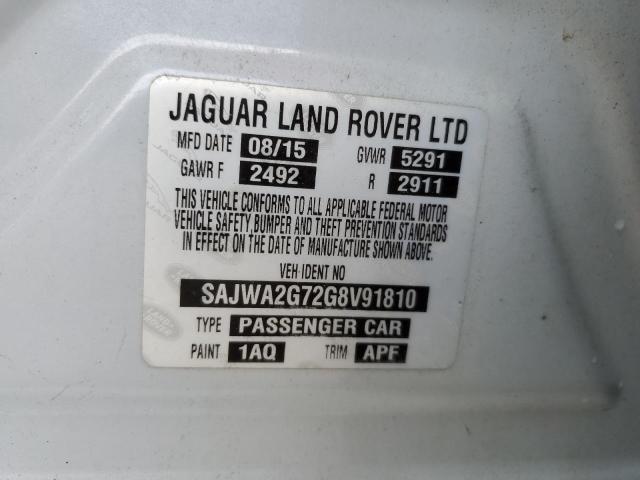 JAGUAR LAND ROVER LTD
MFD DATE 08/15 GVWR 5291
GAWR F 2492 R 2911
THIS VEHICLE CONFORMS TO ALL APPLICABLE FEDERAL MOTOR
VEHICLE SAFETY, BUMPER AND THEFT PREVENTION STANDARDS
IN EFFECT ON THE DATE OF MANUFACTURE SHOWN ABOVE.
VEH IDENT NO
SAJWA2G72G8V91810
TYPE PASSENGER CAR
PAINT 1AQ TRIM APF